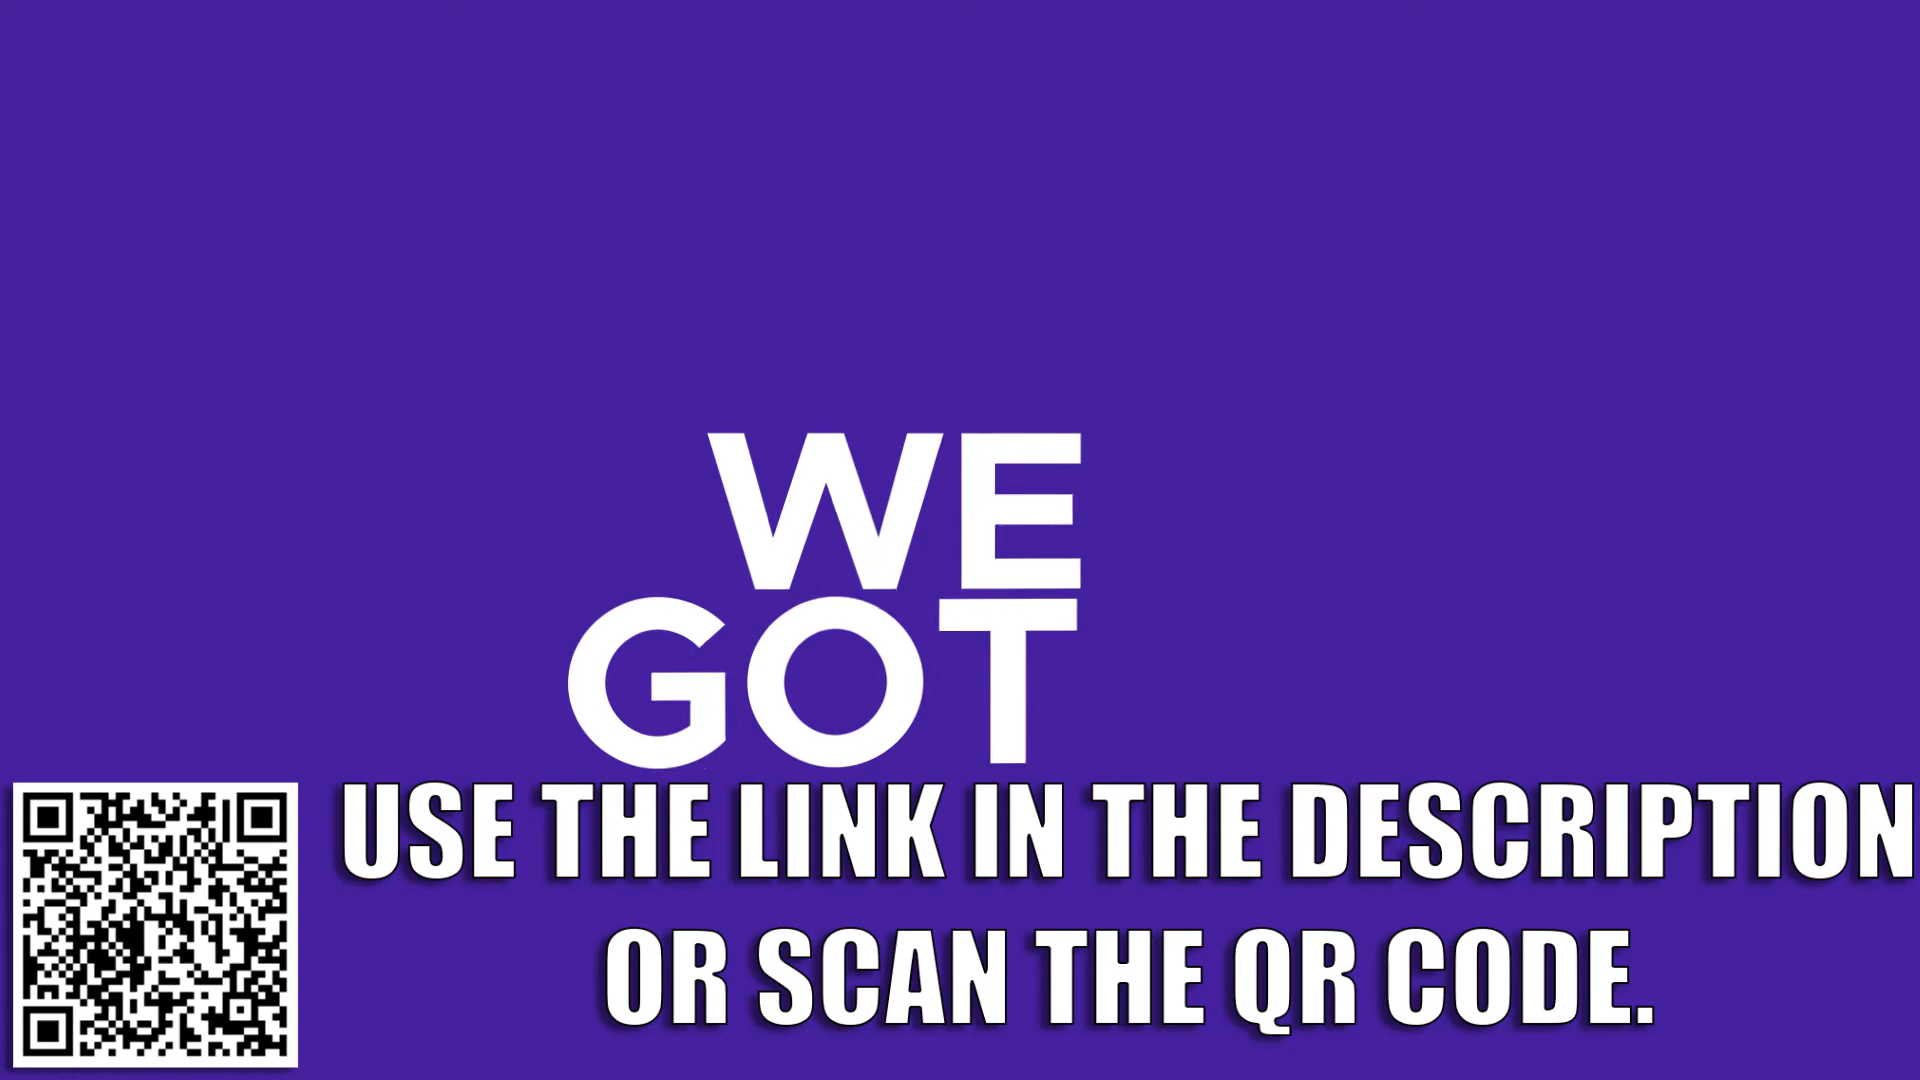 WE
GOT
USE THE LINK IN THE DESCRIPTION
OR SCAN THE QR CODE.